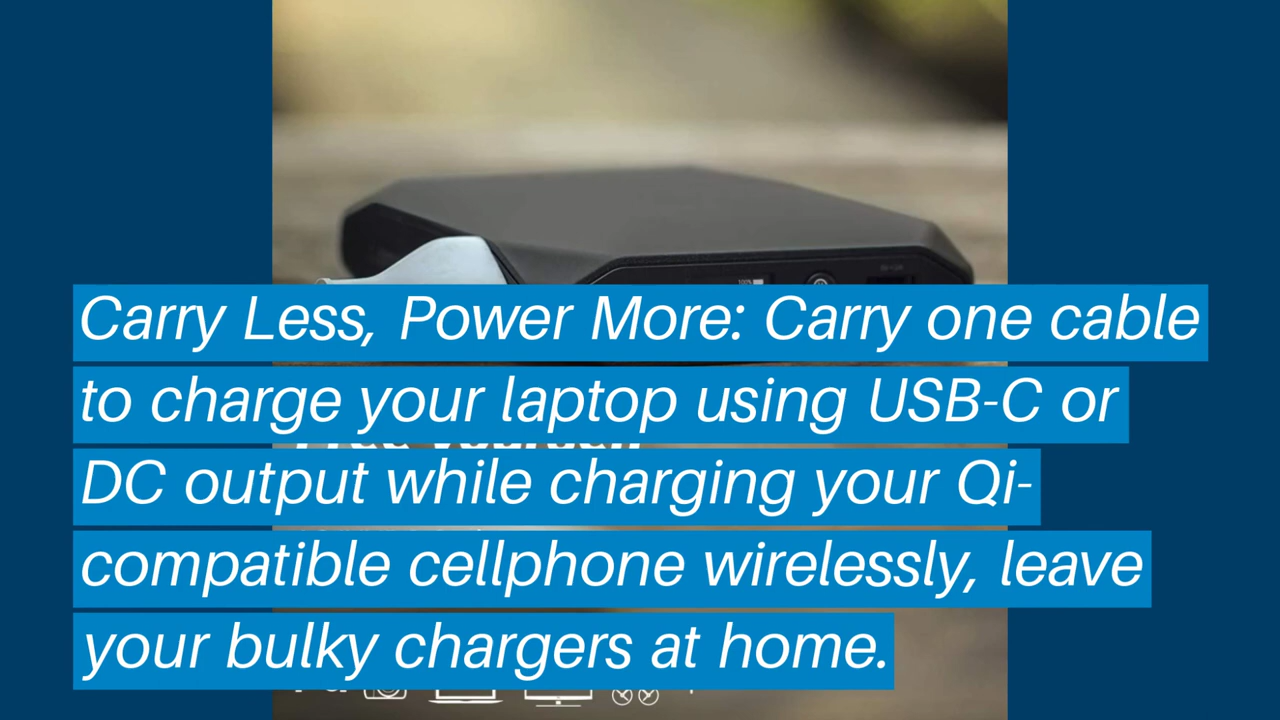 Carry Less, Power More: Carry one cable
to charge your laptop using USB-C or
DC output while charging your Qi-
compatible cellphone wirelessly, leave
your bulky chargers at home.